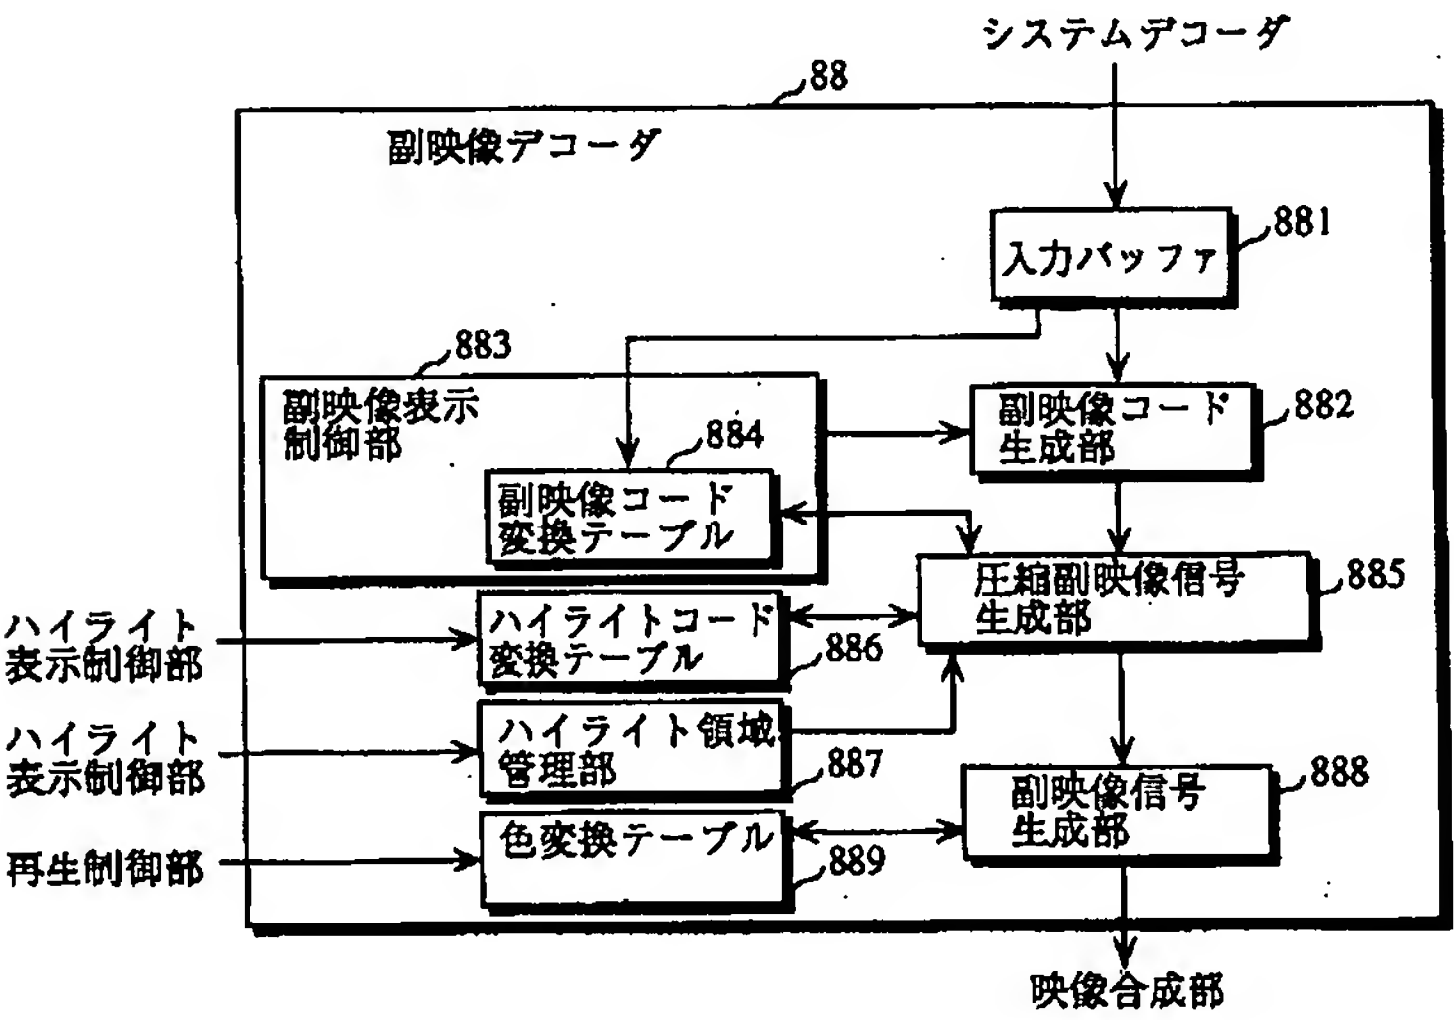 システムデコーダ
88
副映像デコーダ
881
入力バッファ
883
副映像表示
制御部
882
副映像コード
生成部
884
副映像コード
変換テーブル
885
圧縮副映像信号
生成部
ハイライト
表示制御部
ハイライトコード
変換テーブル
886
ハイライト
表示制御部
ハイライト領域
管理部
887
888
副映像信号
生成部
再生制御部
色変換テーブル
889
映像合成部